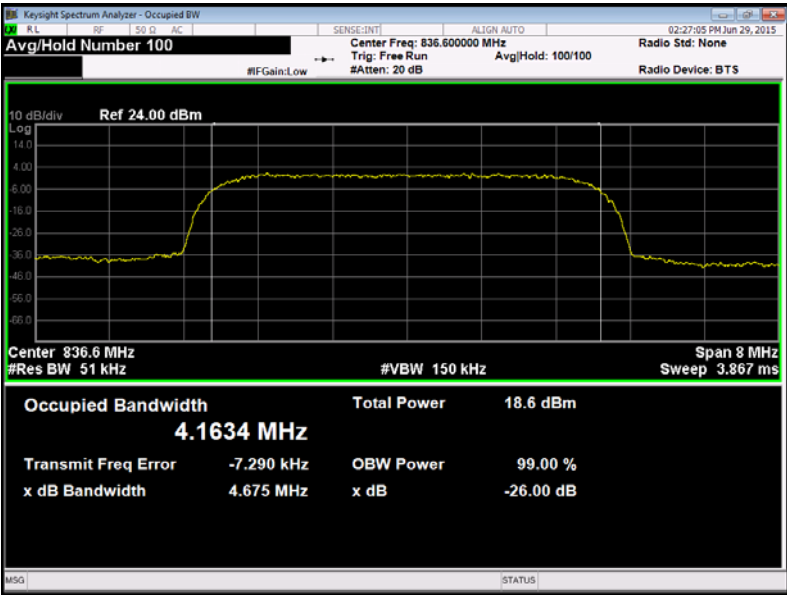 Keysight Spectrum Analyzer - Occupied BW
RL RF 50 Ω AC SENSE:INT ALIGN AUTO 02:27:05 PM Jun 29, 2015
Avg/Hold Number 100 Center Freq: 836.600000 MHz Radio Std: None
Trig: Free Run Avg|Hold: 100/100
#IFGain:Low #Atten: 20 dB Radio Device: BTS
10 dB/div Ref 24.00 dBm
Log
14.0
4.00
-6.00
-16.0
-26.0
-36.0
-46.0
-56.0
-66.0
Center 836.6 MHz Span 8 MHz
#Res BW 51 kHz #VBW 150 kHz Sweep 3.867 ms
Occupied Bandwidth Total Power 18.6 dBm
4.1634 MHz
Transmit Freq Error -7.290 kHz OBW Power 99.00 %
x dB Bandwidth 4.675 MHz x dB -26.00 dB
MSG STATUS